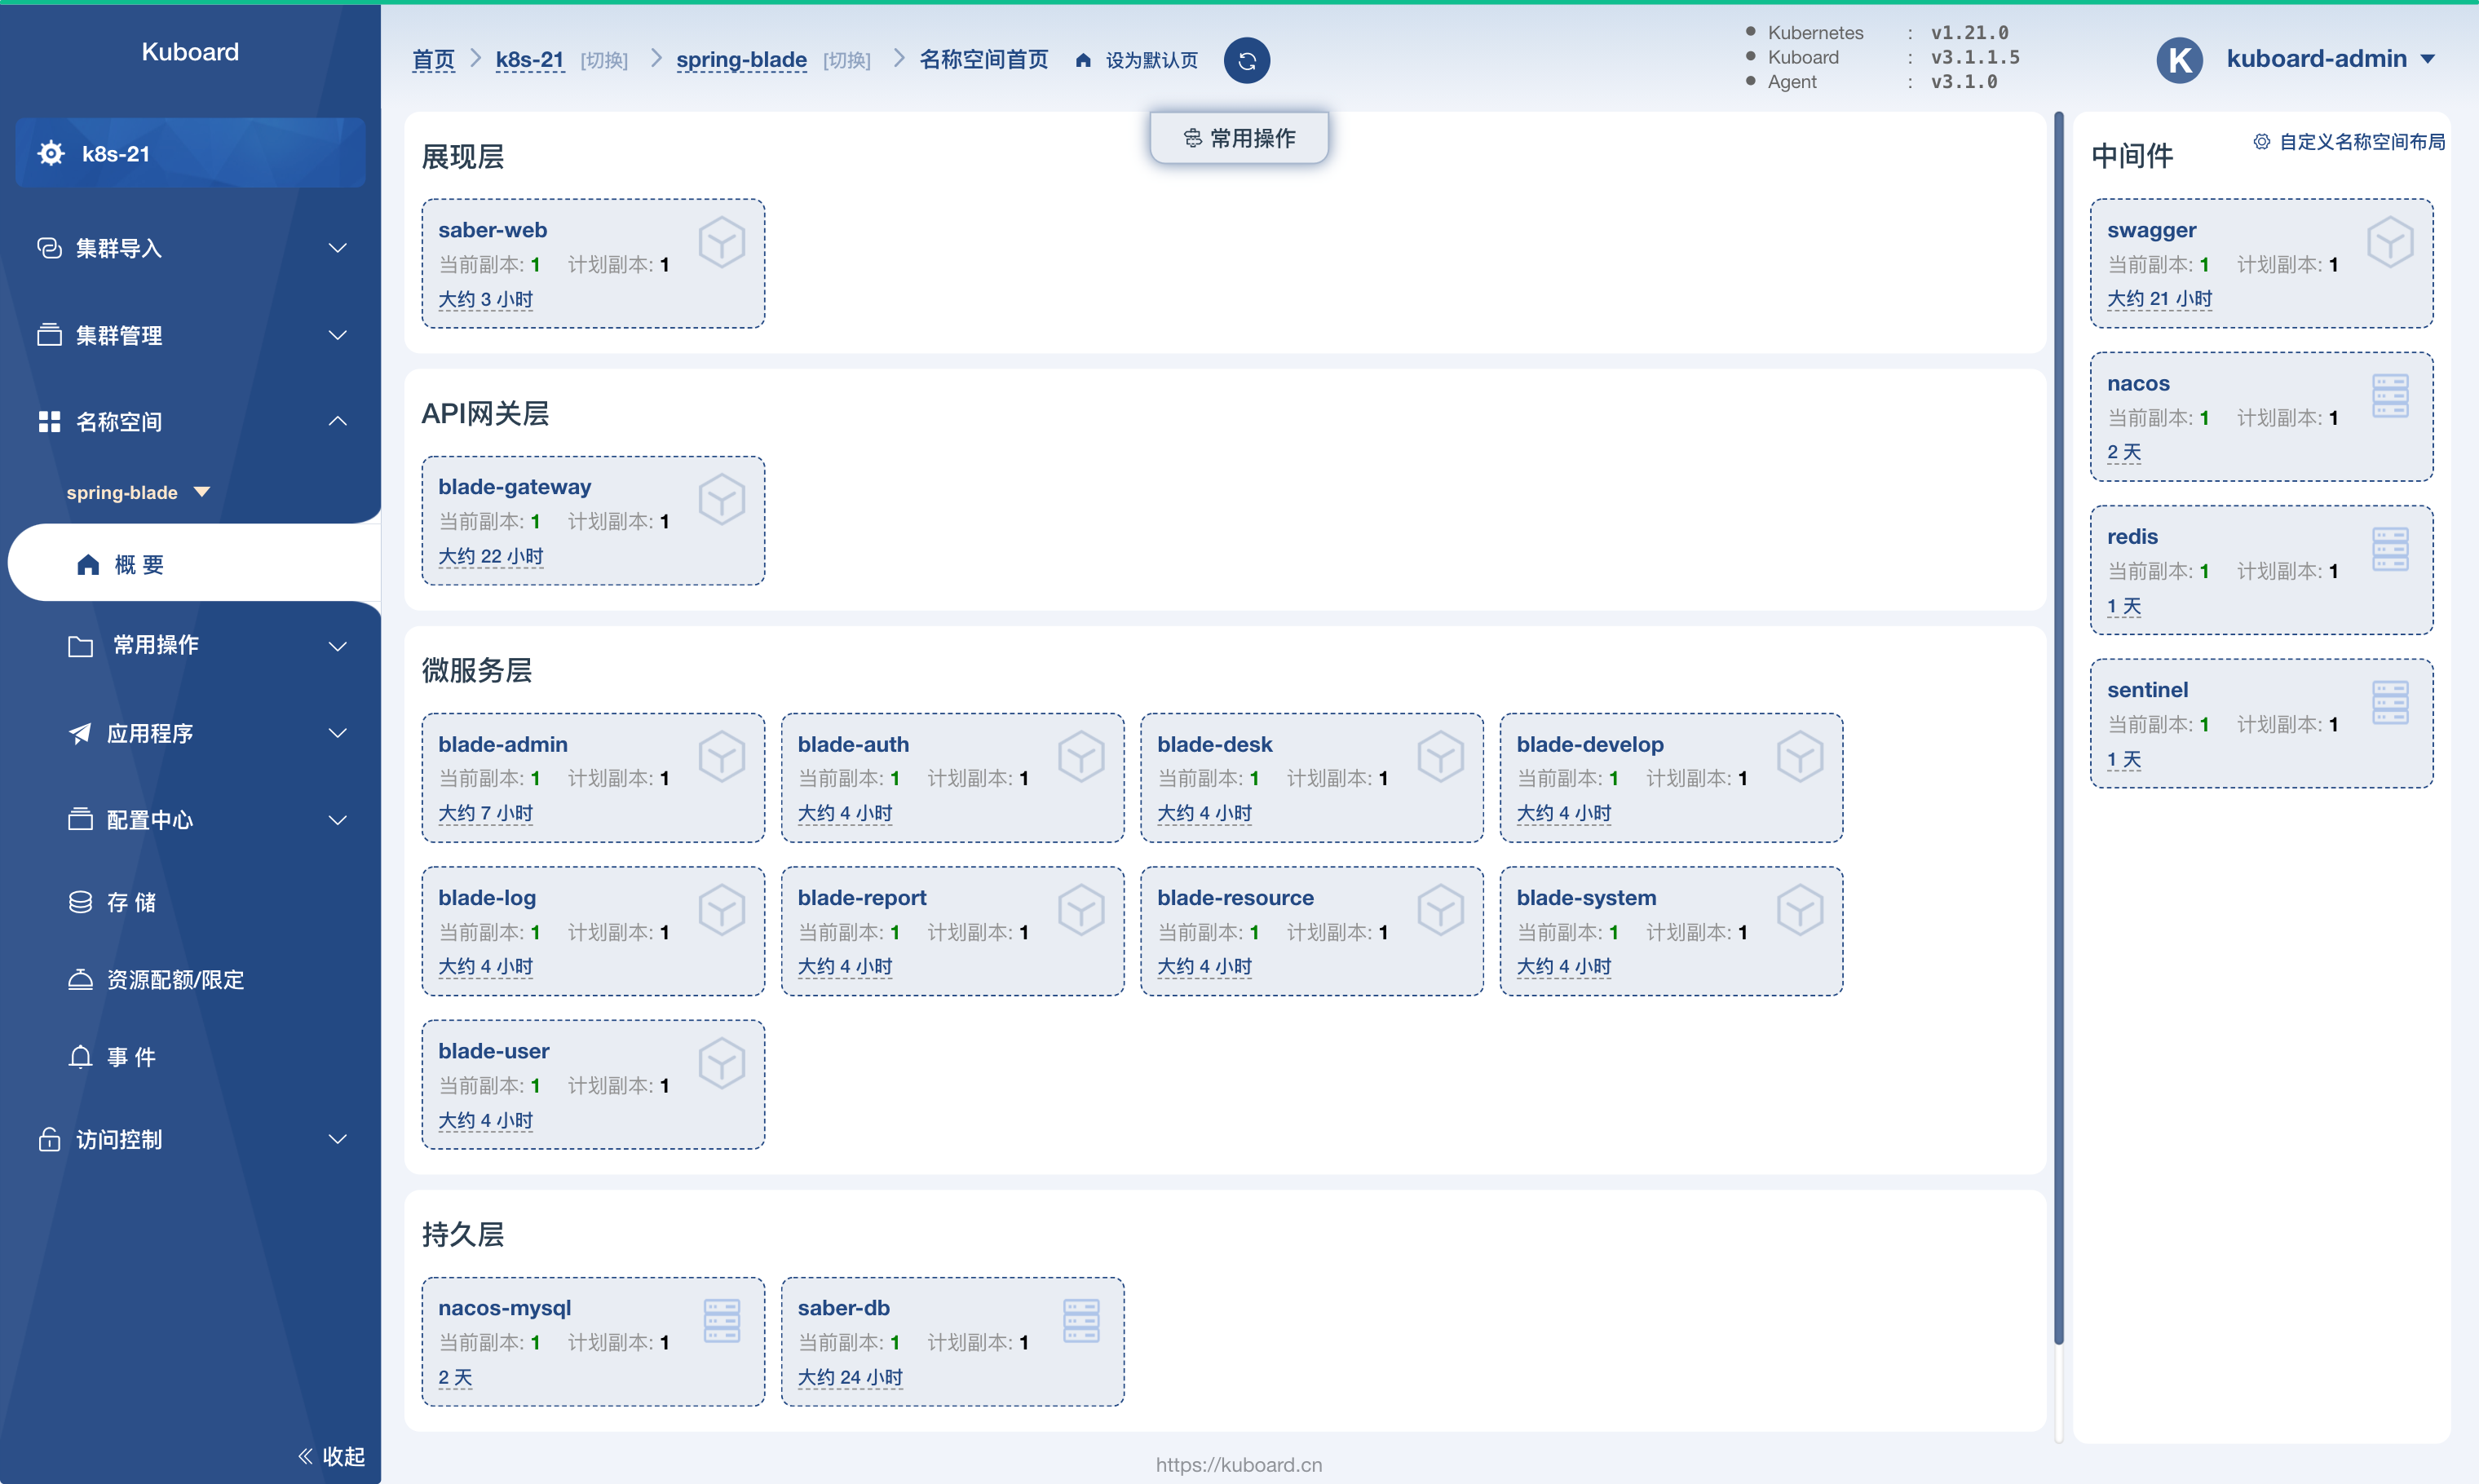 Kuboard
k8s-21
集群导入
集群管理
名称空间
spring-blade
概 要
常用操作
应用程序
配置中心
存 储
资源配额/限定
事 件
访问控制
收起
首页 k8s-21 [切换] spring-blade [切换] 名称空间首页 设为默认页
Kubernetes : v1.21.0
Kuboard : v3.1.1.5
Agent : v3.1.0
K kuboard-admin
常用操作
展现层
saber-web
当前副本: 1 计划副本: 1
大约 3 小时
API网关层
blade-gateway
当前副本: 1 计划副本: 1
大约 22 小时
微服务层
blade-admin
当前副本: 1 计划副本: 1
大约 7 小时
blade-auth
当前副本: 1 计划副本: 1
大约 4 小时
blade-desk
当前副本: 1 计划副本: 1
大约 4 小时
blade-develop
当前副本: 1 计划副本: 1
大约 4 小时
blade-log
当前副本: 1 计划副本: 1
大约 4 小时
blade-report
当前副本: 1 计划副本: 1
大约 4 小时
blade-resource
当前副本: 1 计划副本: 1
大约 4 小时
blade-system
当前副本: 1 计划副本: 1
大约 4 小时
blade-user
当前副本: 1 计划副本: 1
大约 4 小时
持久层
nacos-mysql
当前副本: 1 计划副本: 1
2 天
saber-db
当前副本: 1 计划副本: 1
大约 24 小时
中间件
自定义名称空间布局
swagger
当前副本: 1 计划副本: 1
大约 21 小时
nacos
当前副本: 1 计划副本: 1
2 天
redis
当前副本: 1 计划副本: 1
1 天
sentinel
当前副本: 1 计划副本: 1
1 天
https://kuboard.cn